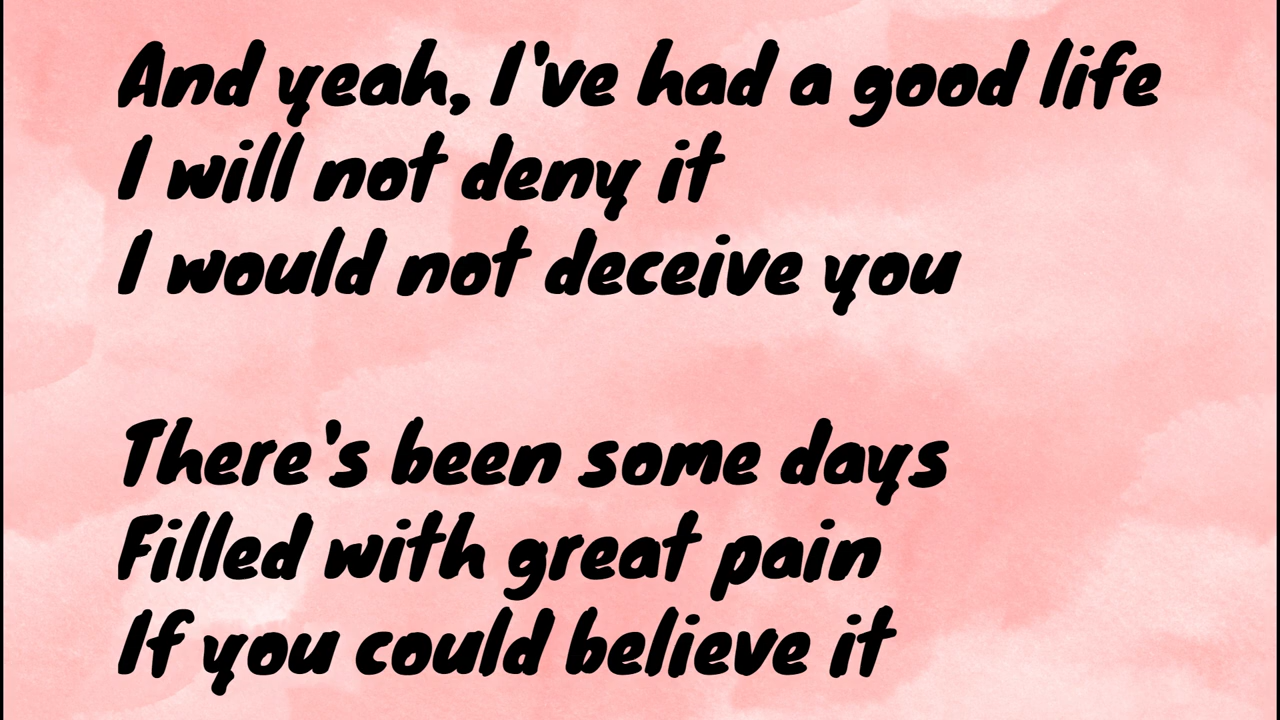 And yeah, I've had a good life
I will not deny it
I would not deceive you
There's been some days
Filled with great pain
If you could believe it